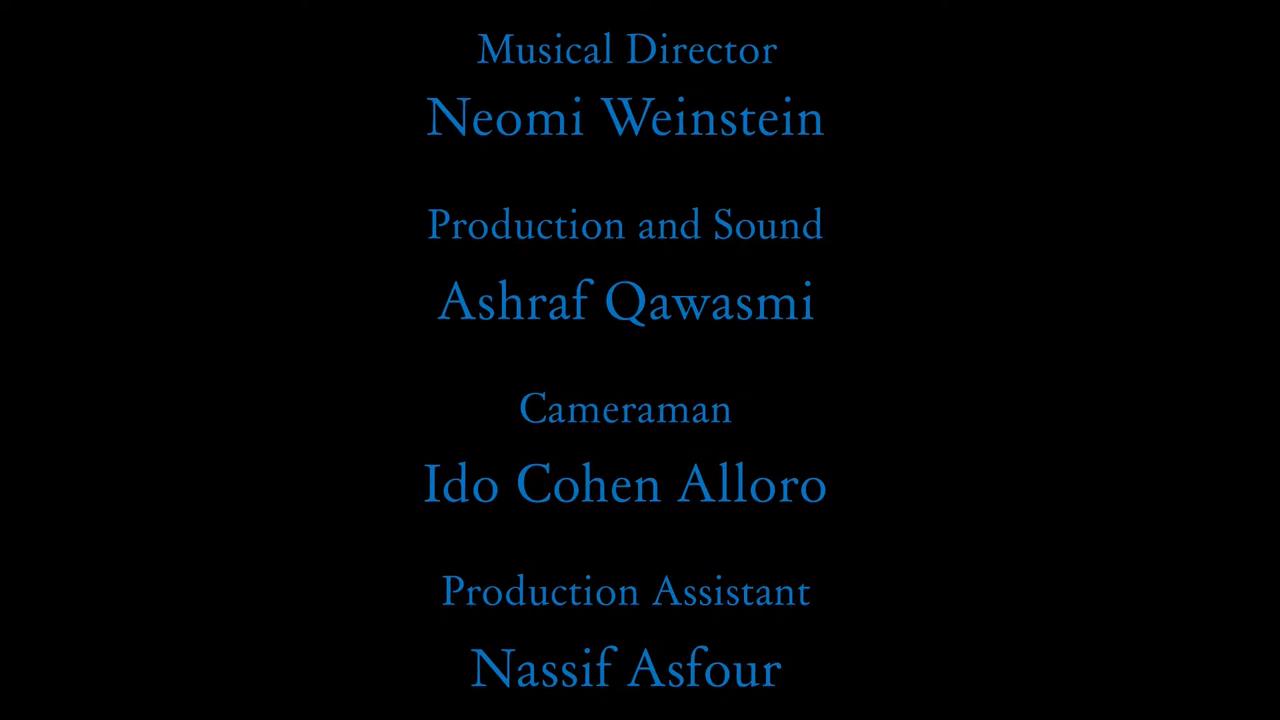 Musical Director
Neomi Weinstein
Production and Sound
Ashraf Qawasmi
Cameraman
Ido Cohen Alloro
Production Assistant
Nassif Asfour